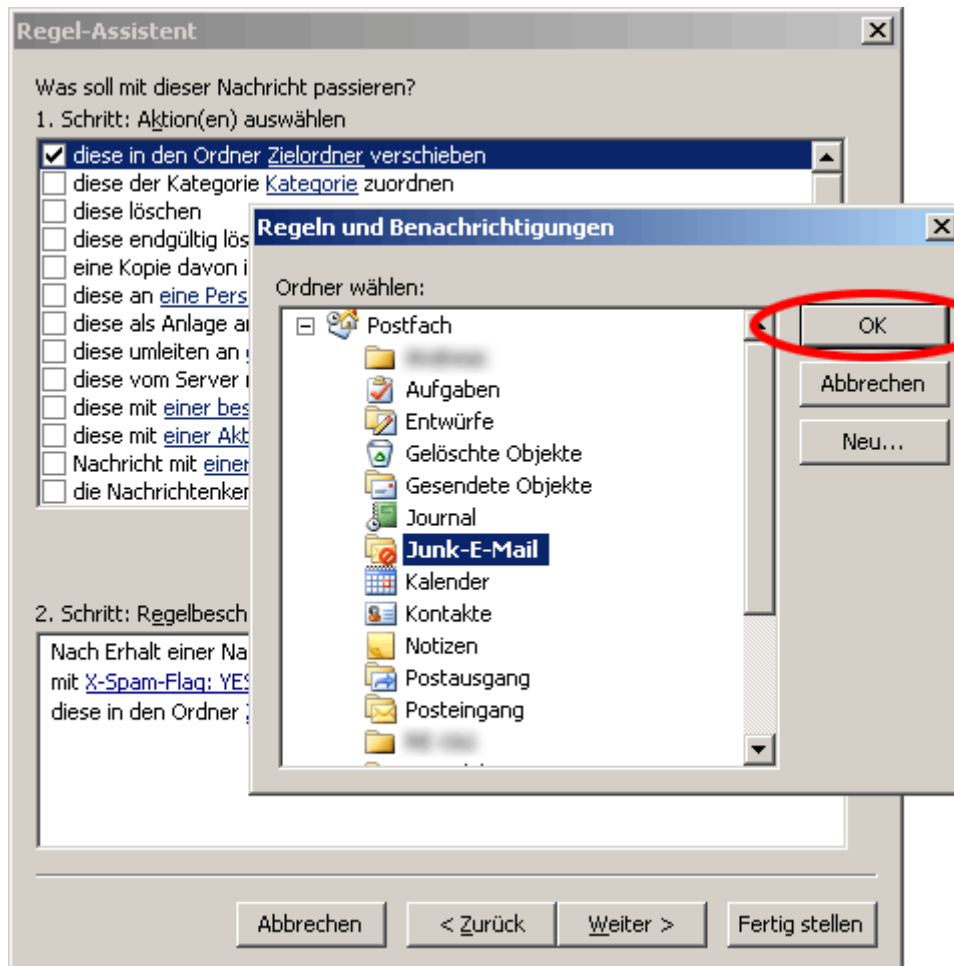 Regel-Assistent
Was soll mit dieser Nachricht passieren?
1. Schritt: Aktion(en) auswählen
diese in den Ordner Zielordner verschieben
diese der Kategorie Kategorie zuordnen
diese löschen
diese endgültig lös
eine Kopie davon i
diese an eine Pers
diese als Anlage a
diese umleiten an
diese vom Server
diese mit einer bes
diese mit einer Akt
Nachricht mit einer
die Nachrichtenker
2. Schritt: Regelbesch
Nach Erhalt einer Na
mit X-Spam-Flag: YES
diese in den Ordner
Regeln und Benachrichtigungen
Ordner wählen:
Postfach
Aufgaben
Entwürfe
Gelöschte Objekte
Gesendete Objekte
Journal
Junk-E-Mail
Kalender
Kontakte
Notizen
Postausgang
Posteingang
OK
Abbrechen
Neu...
Abbrechen
< Zurück
Weiter >
Fertig stellen